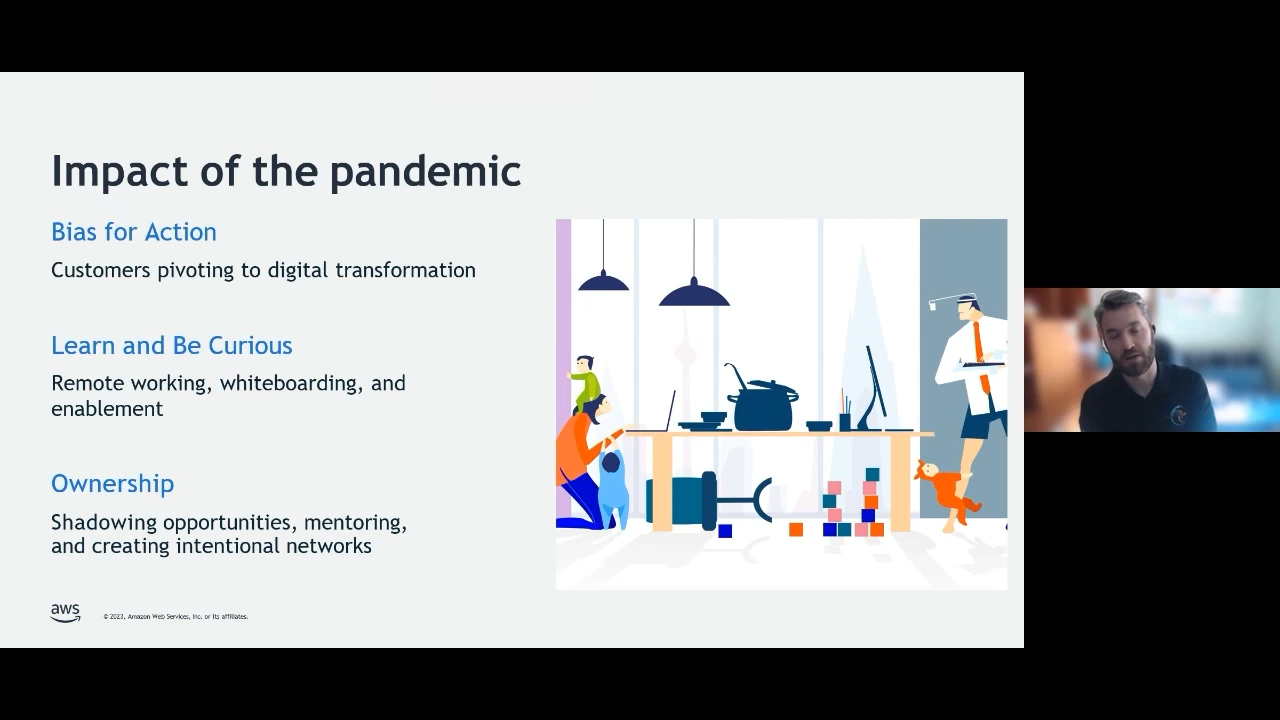 Impact of the pandemic
Bias for Action
Customers pivoting to digital transformation
Learn and Be Curious
Remote working, whiteboarding, and
enablement
Ownership
Shadowing opportunities, mentoring,
and creating intentional networks
aws
© 2023, Amazon Web Services, Inc. or its affiliates.